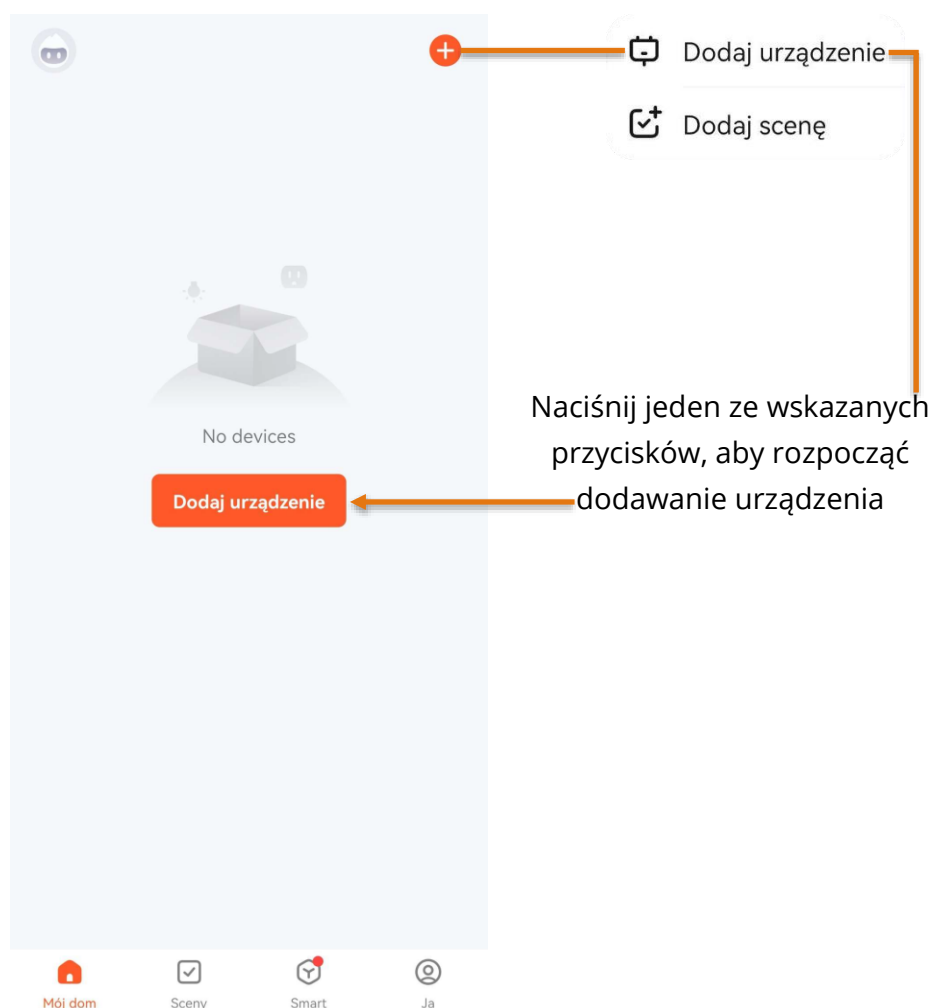 Dodaj urządzenie
Dodaj scenę
No devices
Dodaj urządzenie
Naciśnij jeden ze wskazanych
przycisków, aby rozpocząć
dodawanie urządzenia
Mój dom
Sceny
Smart
Ja